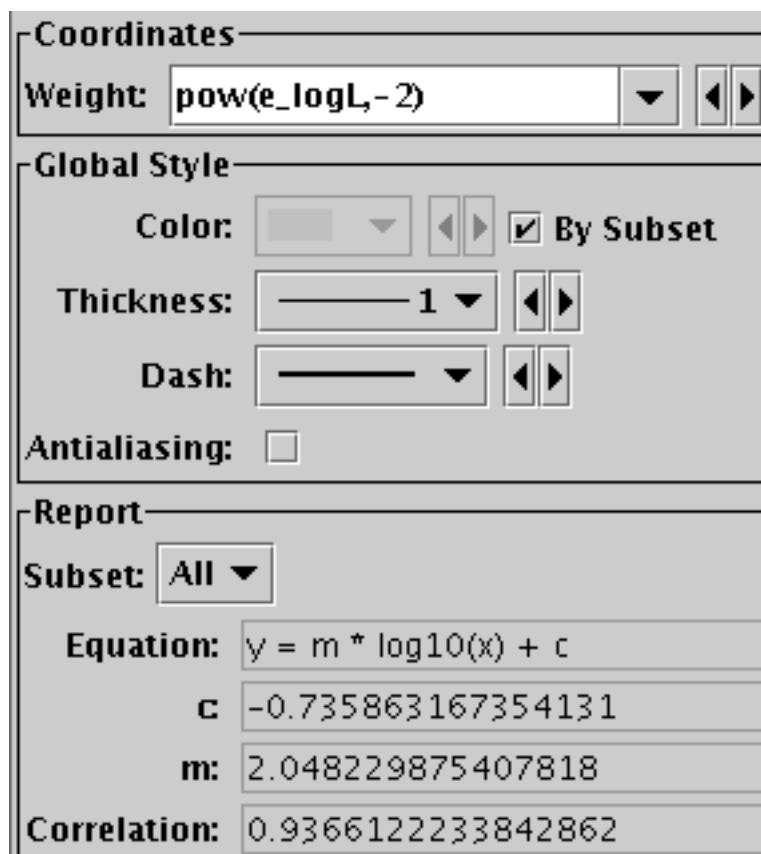 Coordinates
Weight: pow(e_logL,-2)
Global Style
Color: By Subset
Thickness: 1
Dash:
Antialiasing:
Report
Subset: All
Equation: y = m * log10(x) + c
c -0.735863167354131
m: 2.048229875407818
Correlation: 0.9366122233842862